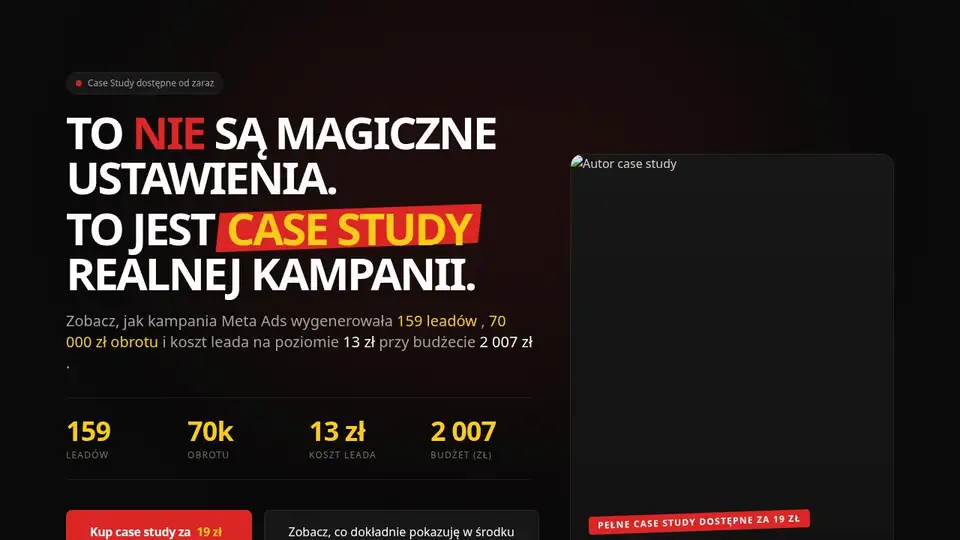 Case Study dostępne od zaraz
TO NIE SĄ MAGICZNE
USTAWIENIA.
TO JEST CASE STUDY
REALNEJ KAMPANII.
Zobacz, jak kampania Meta Ads wygenerowała 159 leadów , 70
000 zł obrotu i koszt leada na poziomie 13 zł przy budżecie 2 007 zł
.
159
LEADÓW
70k
OBROTU
13 zł
KOSZT LEADA
2 007
BUDŻET (ZŁ)
Kup case study za 19 zł
Zobacz, co dokładnie pokazuję w środku
Autor case study
PEŁNE CASE STUDY DOSTĘPNE ZA 19 ZŁ